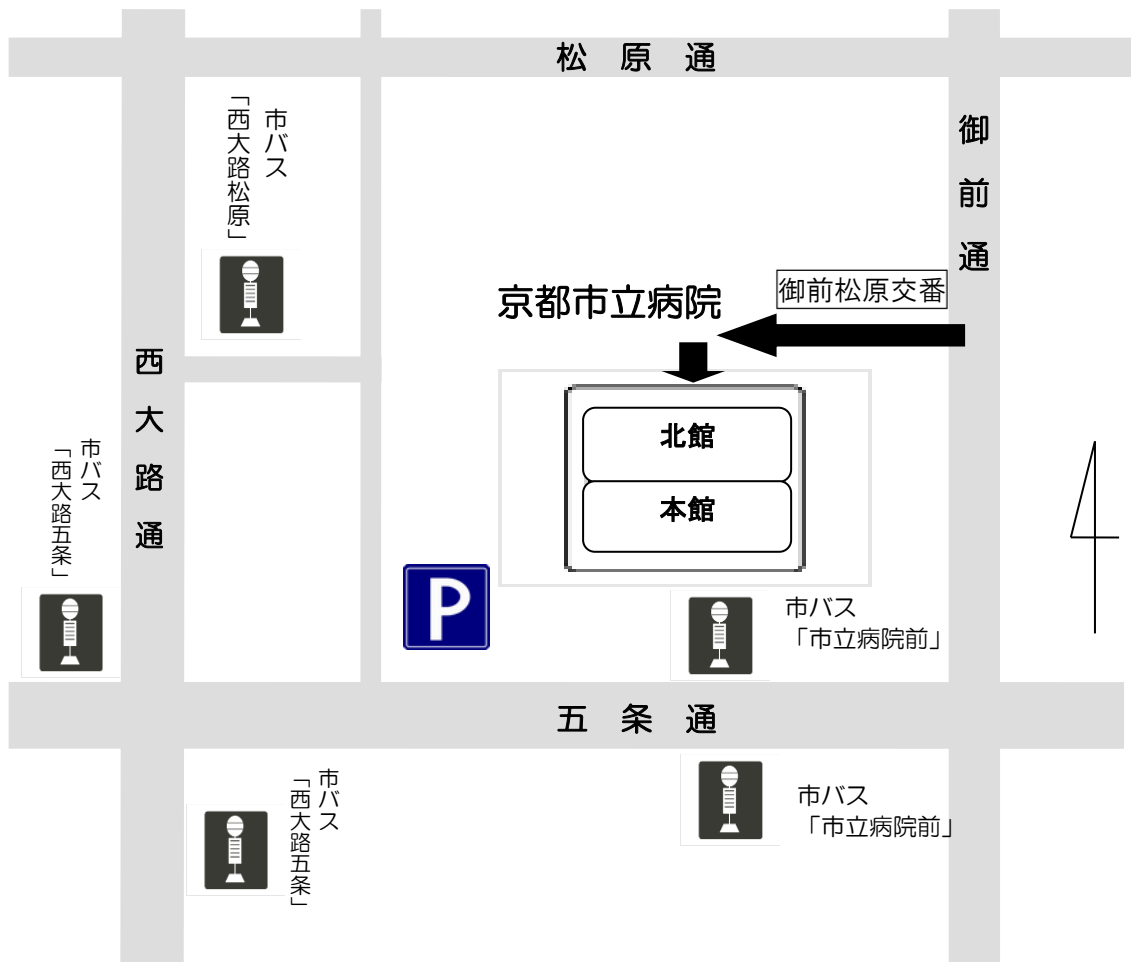 松原通
市バス
「西大路松原」
御前通
御前松原交番
京都市立病院
西大路通
北館
本館
市バス
「西大路五条」
P
市バス
「市立病院前」
五条通
市バス
「西大路五条」
市バス
「市立病院前」